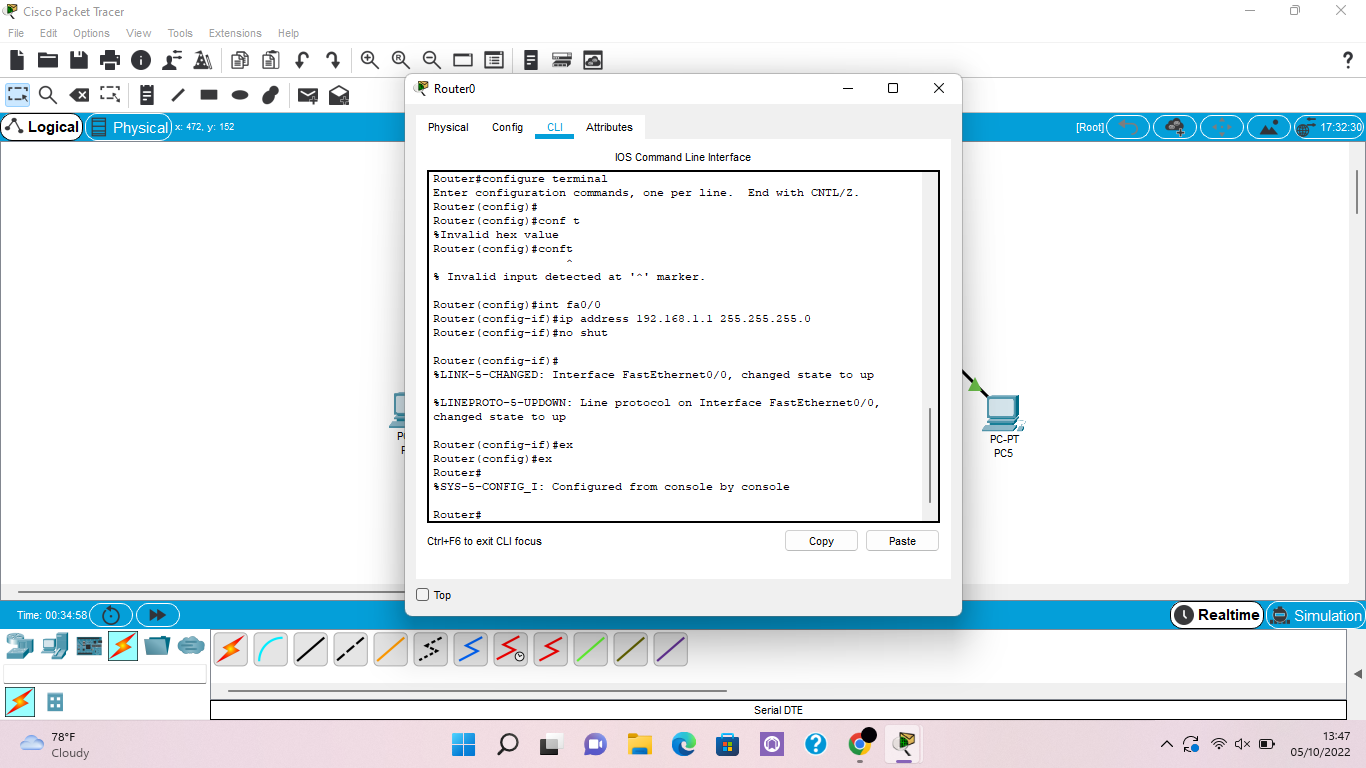 Cisco Packet Tracer
File Edit Options View Tools Extensions Help
R
?
Logical
Physical
x: 472, y: 152
[Root]
17:32:30
Router0
Physical Config CLI Attributes
IOS Command Line Interface
Router#configure terminal
Enter configuration commands, one per line.  End with CNTL/Z.
Router(config)#
Router(config)#conf t
%Invalid hex value
Router(config)#conft
^
% Invalid input detected at '^' marker.
Router(config)#int fa0/0
Router(config-if)#ip address 192.168.1.1 255.255.255.0
Router(config-if)#no shut
Router(config-if)#
%LINK-5-CHANGED: Interface FastEthernet0/0, changed state to up
%LINEPROTO-5-UPDOWN: Line protocol on Interface FastEthernet0/0,
changed state to up
Router(config-if)#ex
Router(config)#ex
Router#
%SYS-5-CONFIG_I: Configured from console by console
Router#
Ctrl+F6 to exit CLI focus
Copy
Paste
Top
PC-PT
PC5
Time: 00:34:58
Realtime
Simulation
Serial DTE
78°F
Cloudy
13:47
05/10/2022